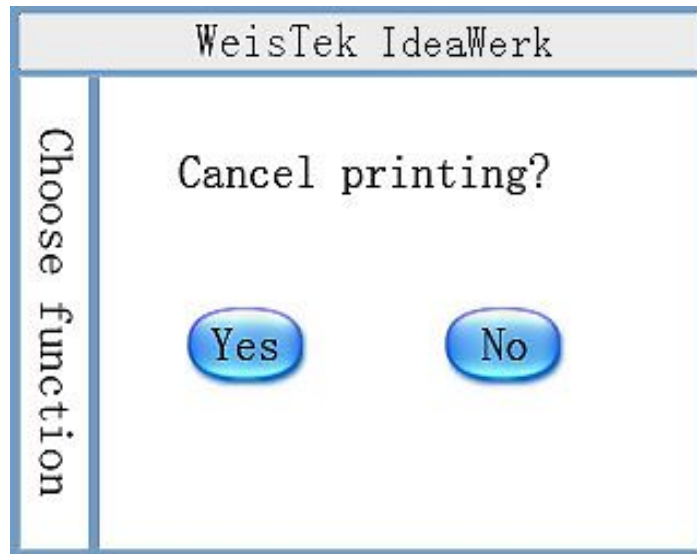 WeisTek IdeaWerk
Choose function
Cancel printing?
Yes
No